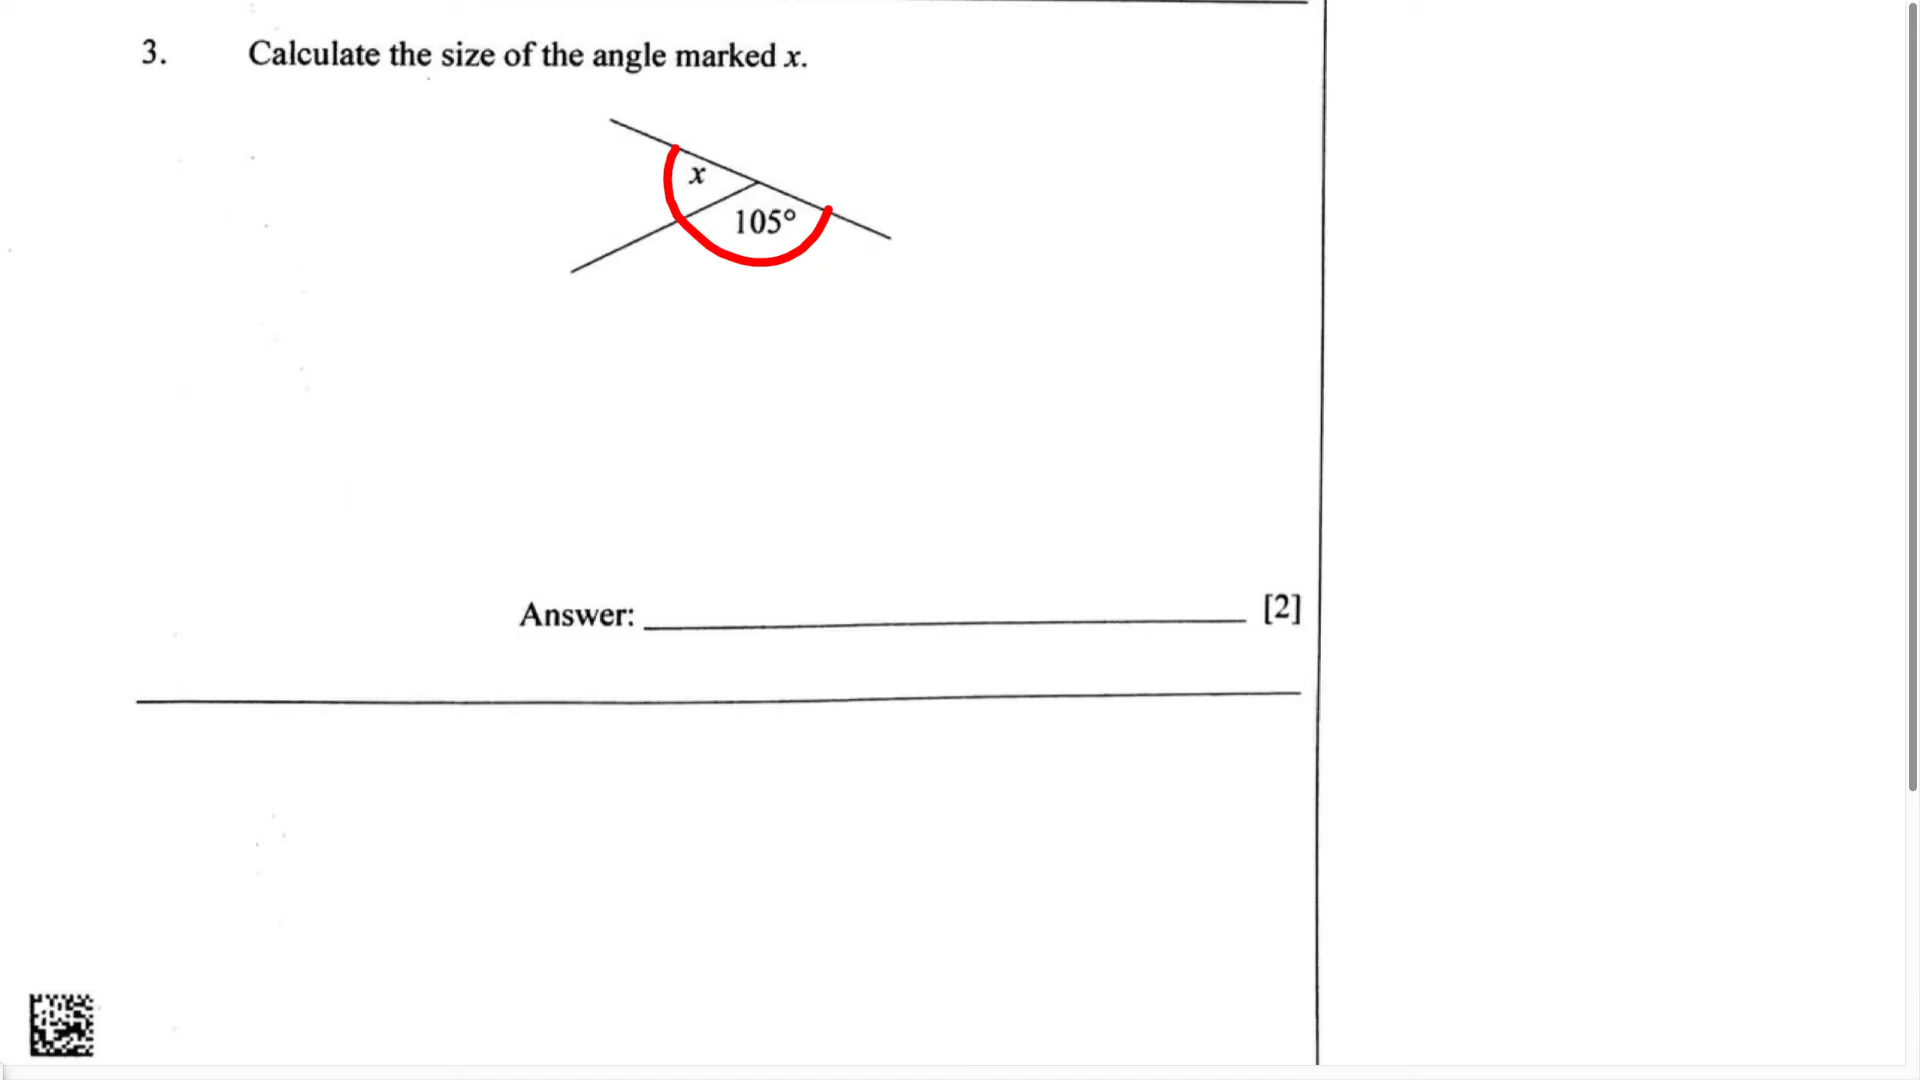 3. Calculate the size of the angle marked x.
x
105°
Answer: [2]